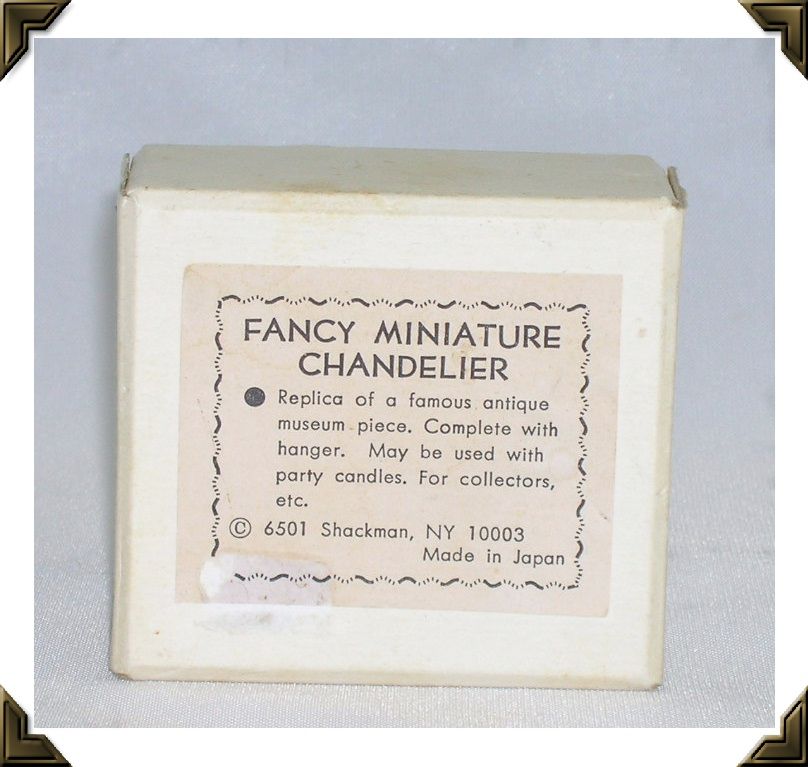 FANCY MINIATURE
CHANDELIER
● Replica of a famous antique
museum piece. Complete with
hanger. May be used with
party candles. For collectors,
etc.
© 6501 Shackman, NY 10003
Made in Japan